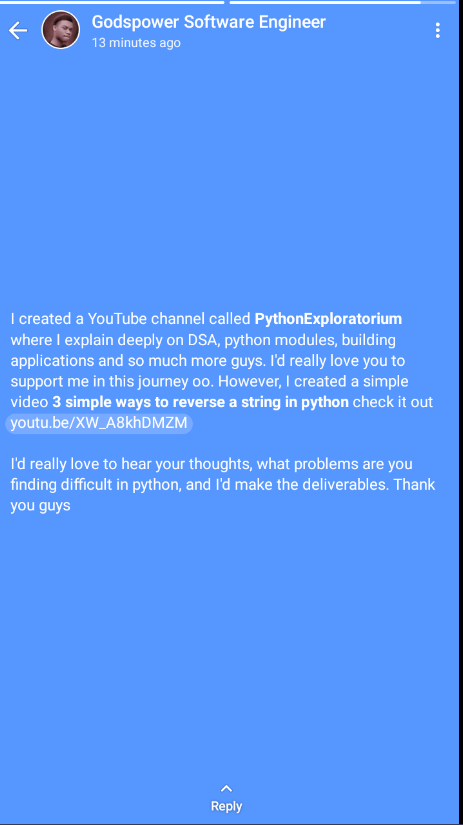 Godspower Software Engineer
13 minutes ago
I created a YouTube channel called PythonExploratorium
where I explain deeply on DSA, python modules, building
applications and so much more guys. I'd really love you to
support me in this journey oo. However, I created a simple
video 3 simple ways to reverse a string in python check it out
youtu.be/XW_A8khDMZM
I'd really love to hear your thoughts, what problems are you
finding difficult in python, and I'd make the deliverables. Thank
you guys
Reply